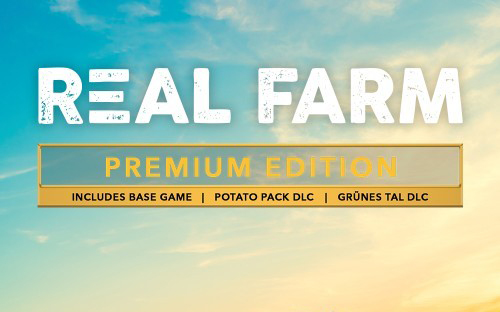 REAL FARM
PREMIUM EDITION
INCLUDES BASE GAME | POTATO PACK DLC | GRÜNES TAL DLC